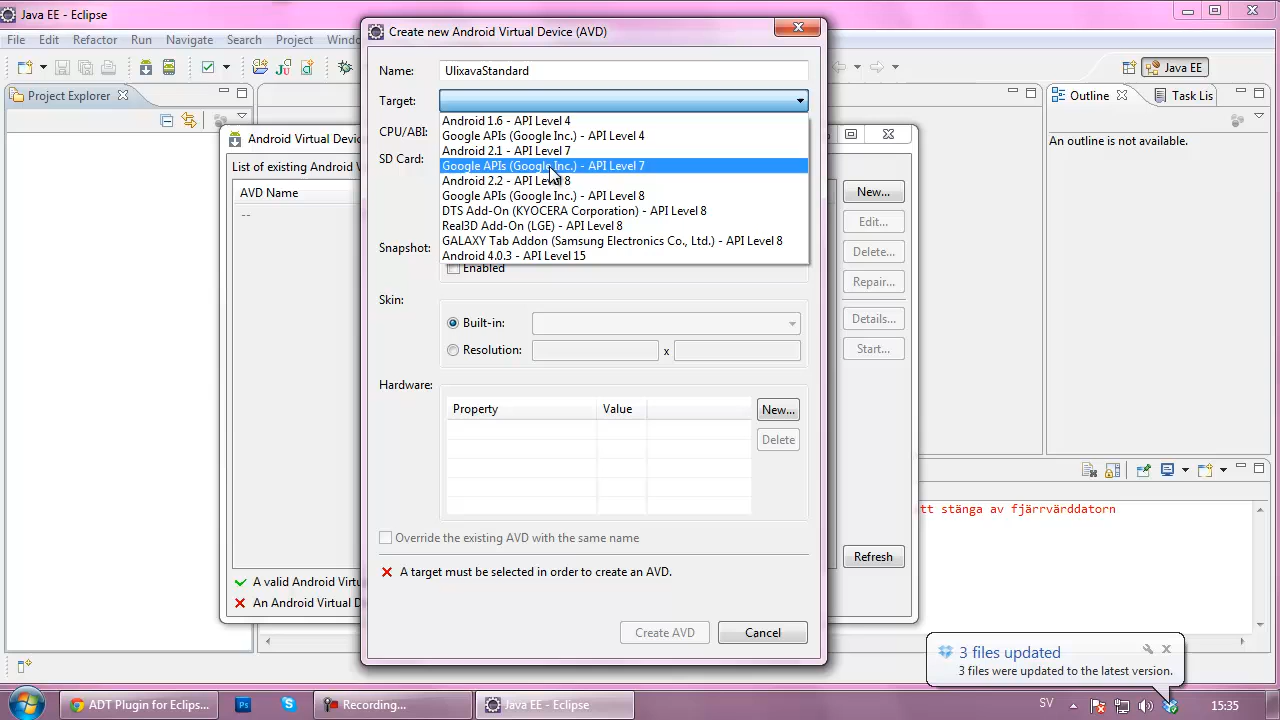 Java EE - Eclipse
Create new Android Virtual Device (AVD)
File Edit Refac Run Navigate Search Project Windo
Name: UlixavaStandard
Java EE
Project Explorer
Target:
Outline Task Lis
An outline is not available.
Android 1.6 - API Level 4
Google APIs (Google Inc.) - API Level 4
Android 2.1 - API Level 7
Google APIs (Google Inc.) - API Level 7
Android 2.2 - API Level 8
Google APIs (Google Inc.) - API Level 8
DTS Add-On (KYOCERA Corporation) - API Level 8
Real3D Add-On (LGE) - API Level 8
GALAXY Tab Addon (Samsung Electronics Co., Ltd.) - API Level 8
Android 4.0.3 - API Level 15
CPU/ABI:
SD Card:
Snapshot:
Enabled
Skin:
Built-in:
Resolution: x
Hardware:
Property Value
New...
Delete
Override the existing AVD with the same name
A target must be selected in order to create an AVD.
Create AVD Cancel
Android Virtual Devic
List of existing Android V
AVD Name
--
New...
Edit...
Delete...
Repair...
Details...
Start...
Refresh
A valid Android Virtu
An Android Virtual D
tt stänga av fjärrvärddatorn
3 files updated
3 files were updated to the latest version.
ADT Plugin for Eclips...
Ps
Recording...
Java EE - Eclipse
SV
15:35